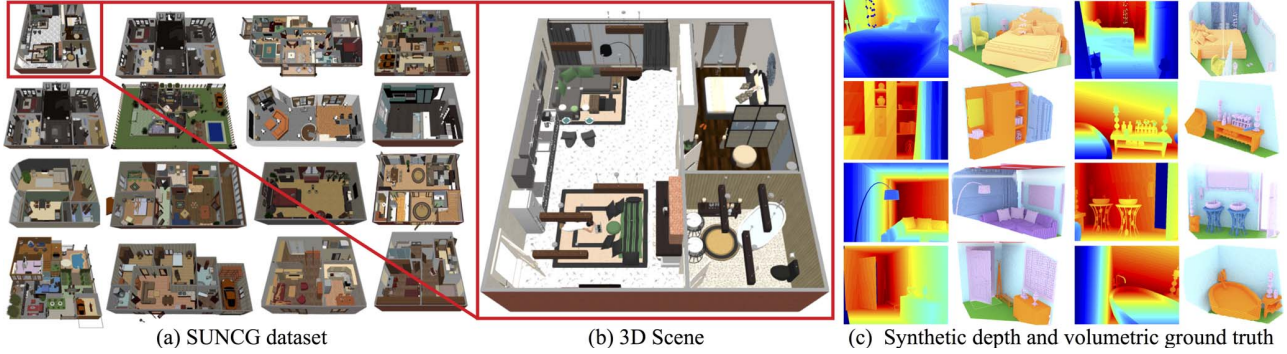 (a) SUNCG dataset
(b) 3D Scene
(c) Synthetic depth and volumetric ground truth